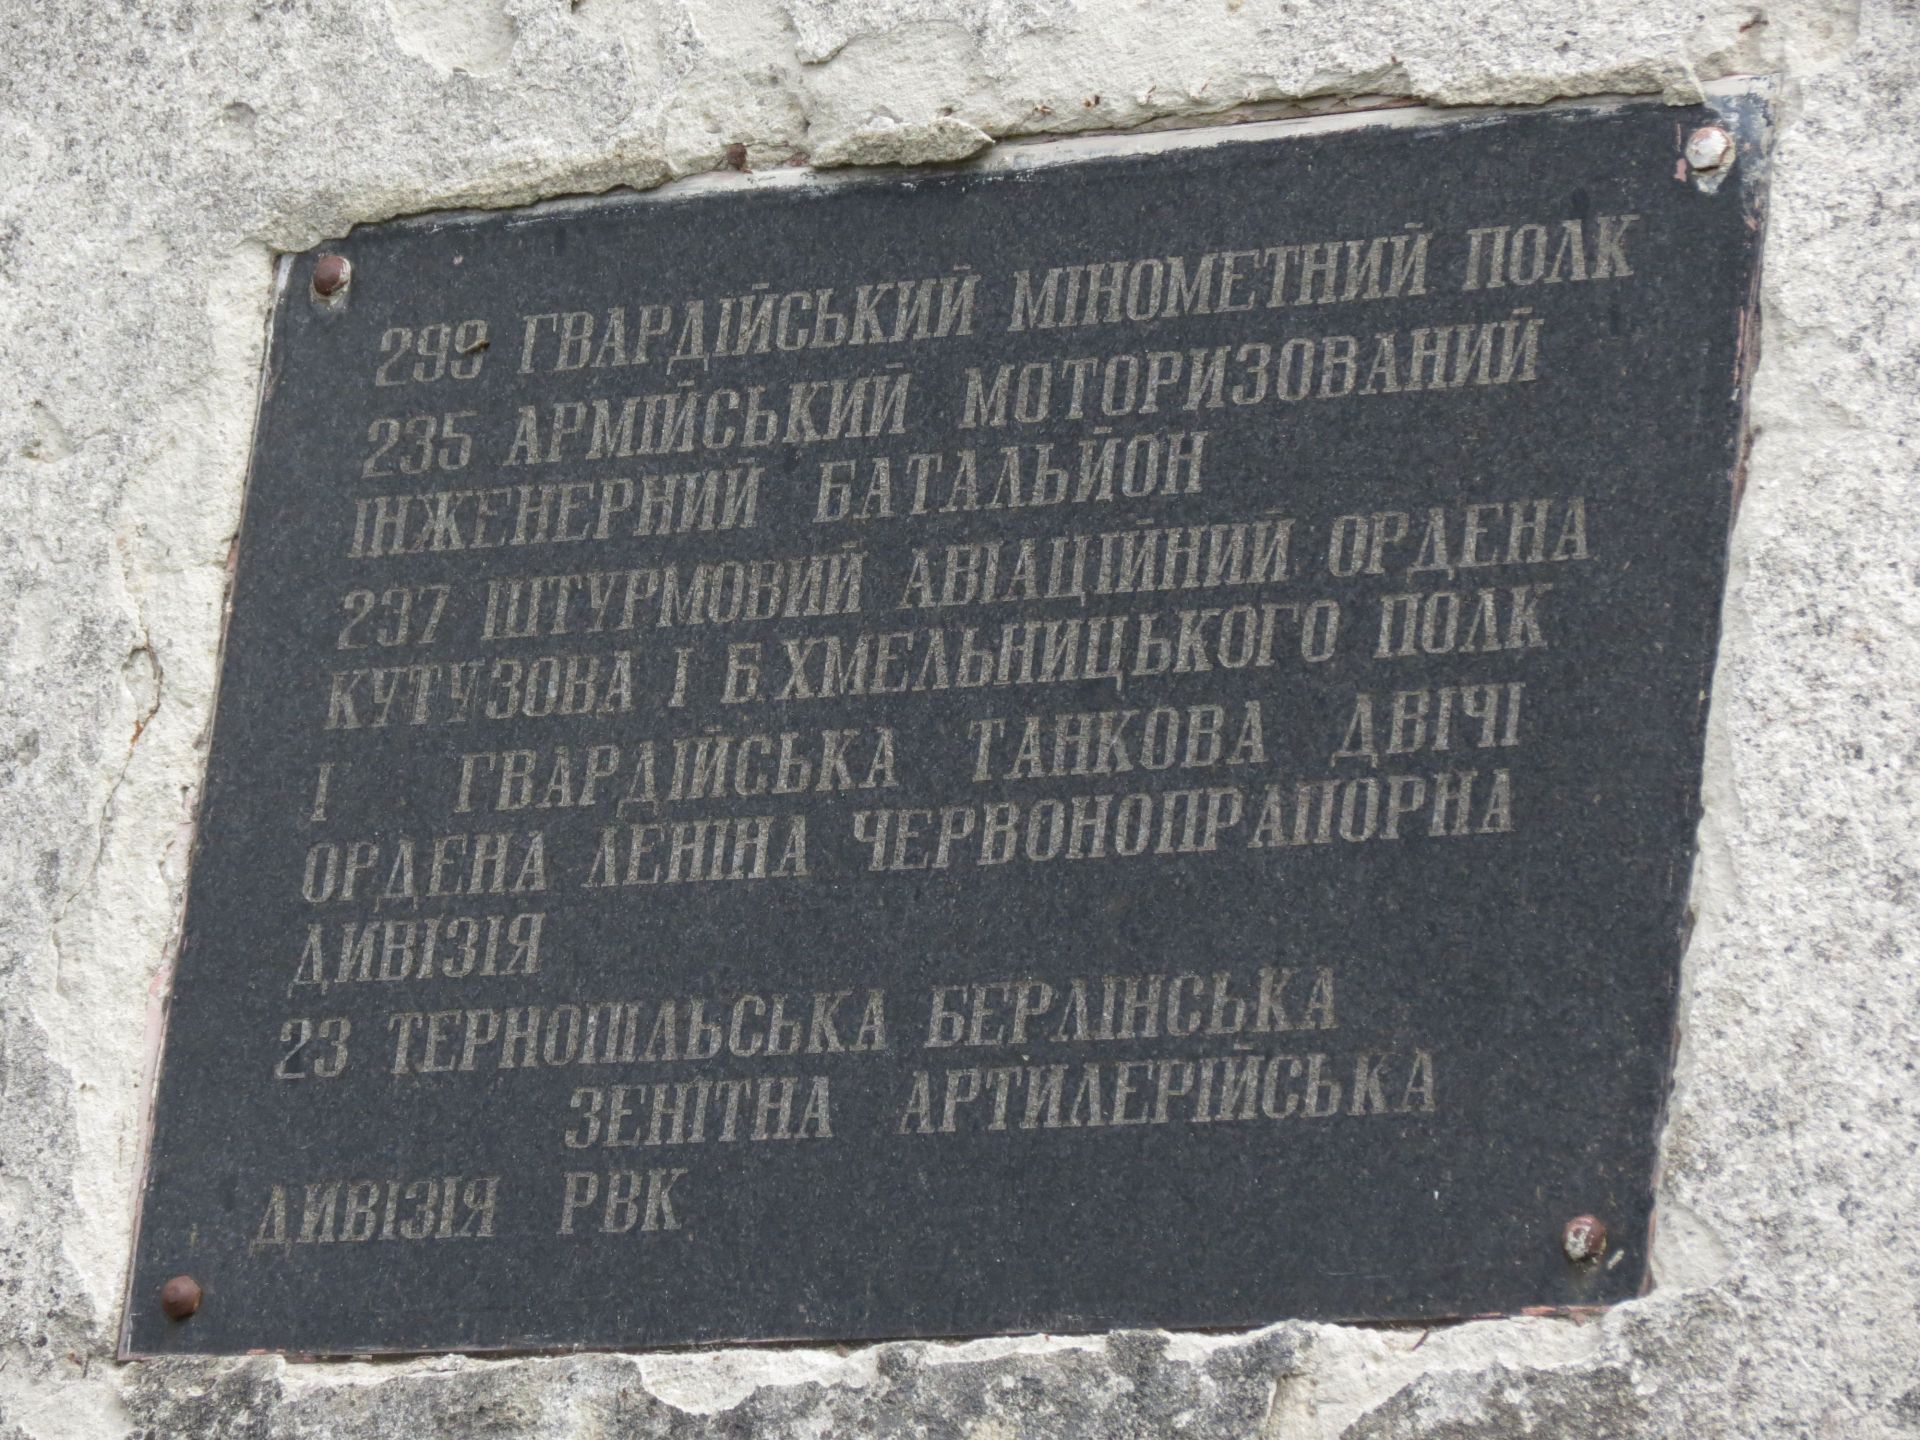 299 ГВАРДІЙСЬКИЙ МІНОМЕТНИЙ ПОЛК
235 АРМІЙСЬКИЙ МОТОРИЗОВАНИЙ
ІНЖЕНЕРНИЙ БАТАЛЬЙОН
237 ШТУРМОВИЙ АВІАЦІЙНИЙ ОРДЕНА
КУТУЗОВА І Б.ХМЕЛЬНИЦЬКОГО ПОЛК
І ГВАРДІЙСЬКА ТАНКОВА ДВІЧІ
ОРДЕНА ЛЕНІНА ЧЕРВОНОПРАПОРНА
ДИВІЗІЯ
23 ТЕРНОПІЛЬСЬКА БЕРЛІНСЬКА
ЗЕНІТНА АРТИЛЕРІЙСЬКА
ДИВІЗІЯ РВК